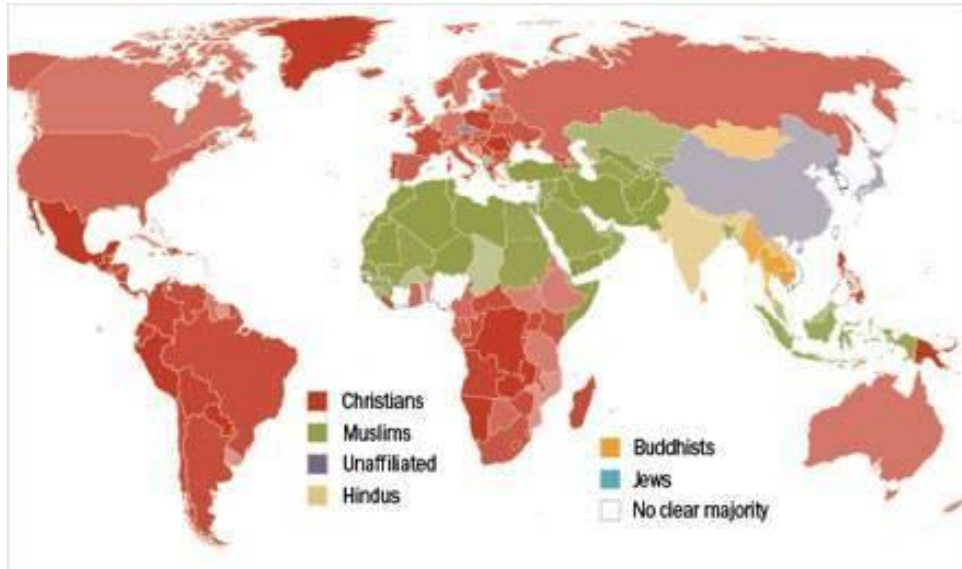 Christians
Muslims
Unaffiliated
Hindus
Buddhists
Jews
No clear majority